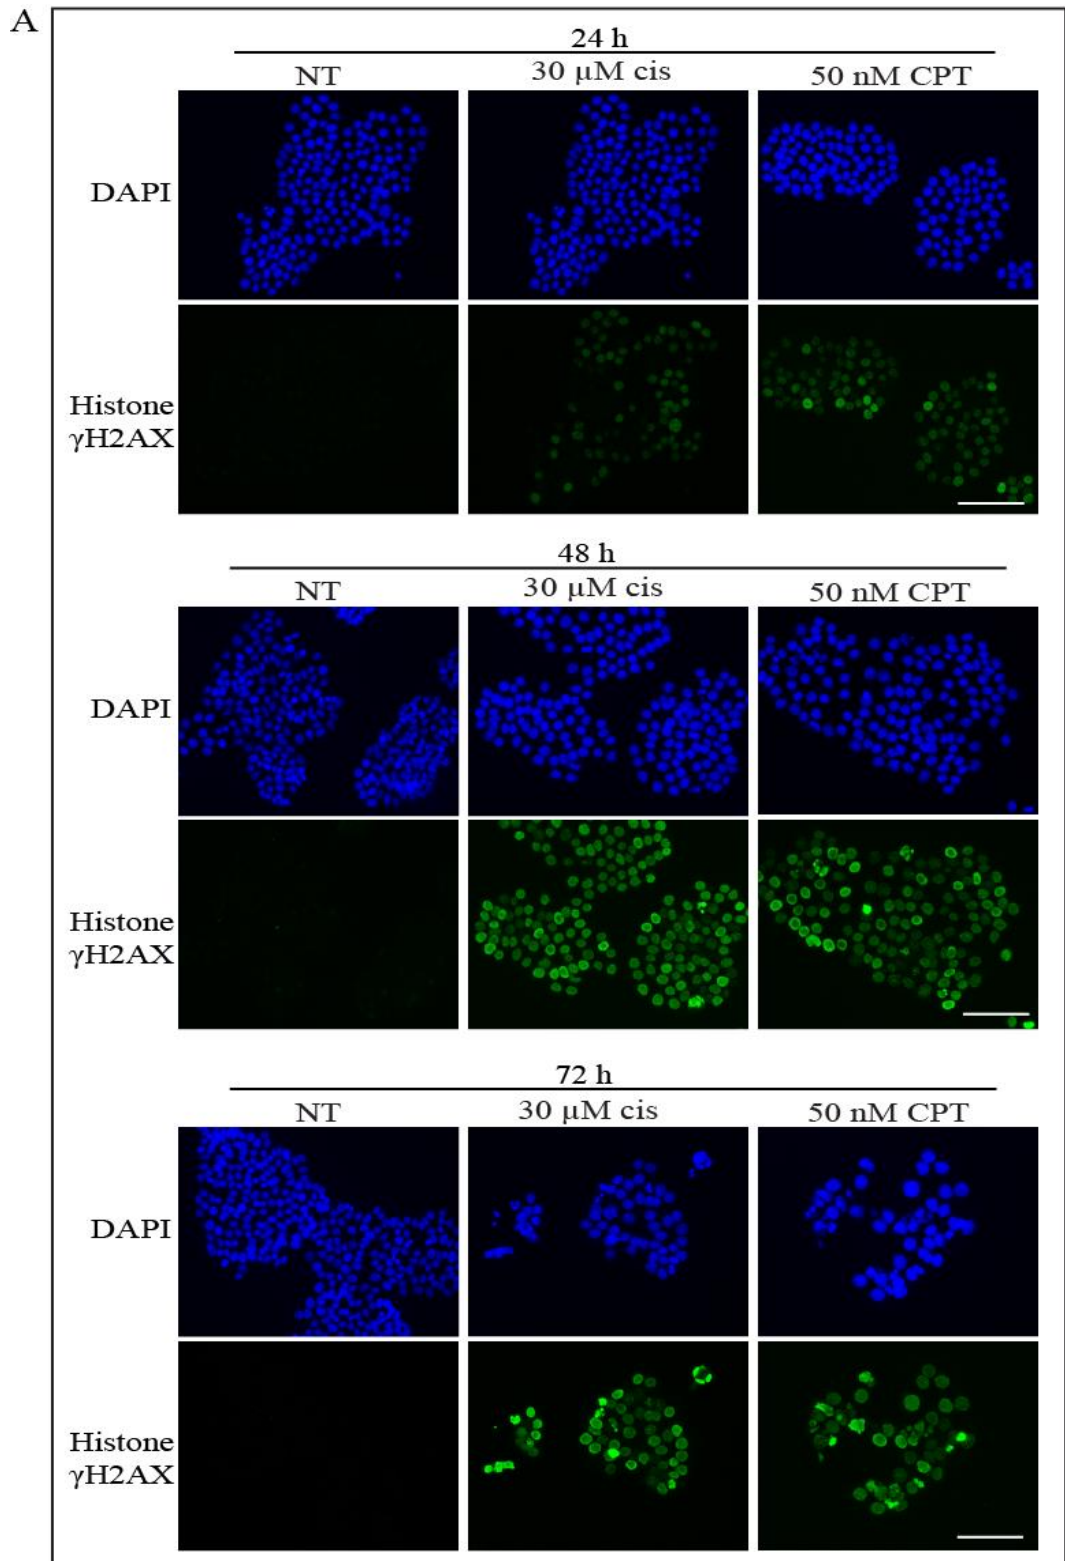 A
24 h
NT 30 µM cis 50 nM CPT
DAPI
Histone
γH2AX
48 h
NT 30 µM cis 50 nM CPT
DAPI
Histone
γH2AX
72 h
NT 30 µM cis 50 nM CPT
DAPI
Histone
γH2AX